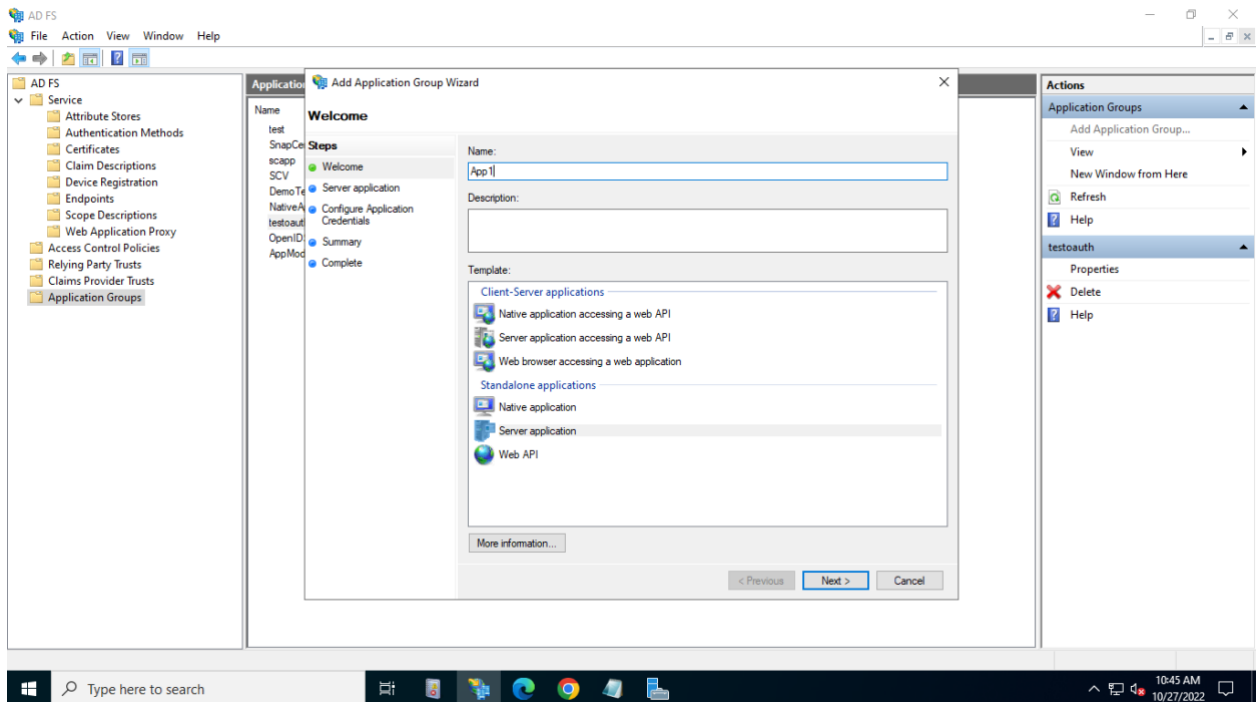 AD FS
File Action View Window Help
AD FS
Service
Attribute Stores
Authentication Methods
Certificates
Claim Descriptions
Device Registration
Endpoints
Scope Descriptions
Web Application Proxy
Access Control Policies
Relying Party Trusts
Claims Provider Trusts
Application Groups
Name
test
scapp
SCV
Add Application Group Wizard
Welcome
Steps
Welcome
Server application
Configure Application
Credentials
Summary
Complete
Name:
App1
Description:
Template:
Client-Server applications
Native application accessing a web API
Server application accessing a web API
Web browser accessing a web application
Standalone applications
Native application
Server application
Web API
More information...
< Previous Next > Cancel
Actions
Application Groups
Add Application Group...
View
New Window from Here
Refresh
Help
testoauth
Properties
Delete
Help
Type here to search
10:45 AM
10/27/2022